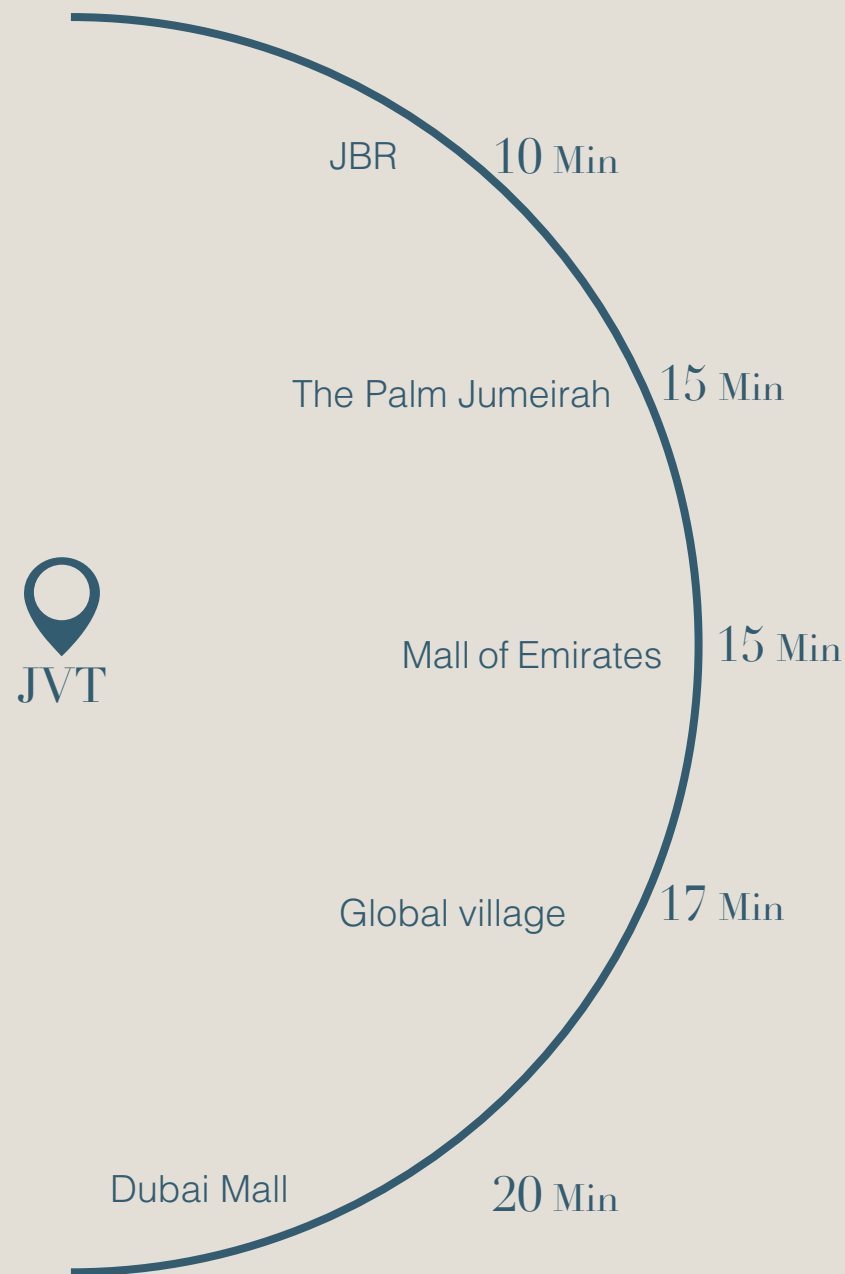 JBR 10 Min
The Palm Jumeirah 15 Min
JVT
Mall of Emirates 15 Min
Global village 17 Min
Dubai Mall 20 Min